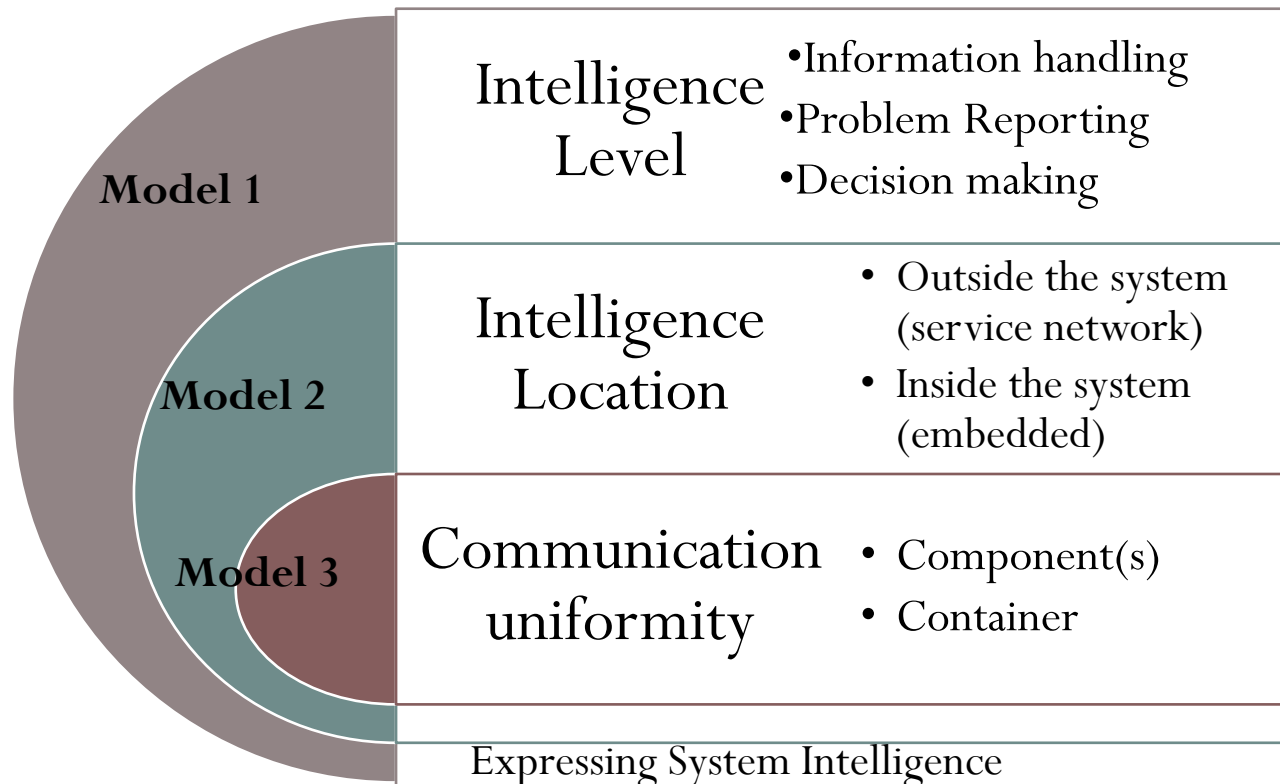 Model 1
Intelligence
Level
•Information handling
•Problem Reporting
•Decision making
Model 2
Intelligence
Location
• Outside the system
(service network)
• Inside the system
(embedded)
Model 3
Communication
uniformity
• Component(s)
• Container
Expressing System Intelligence